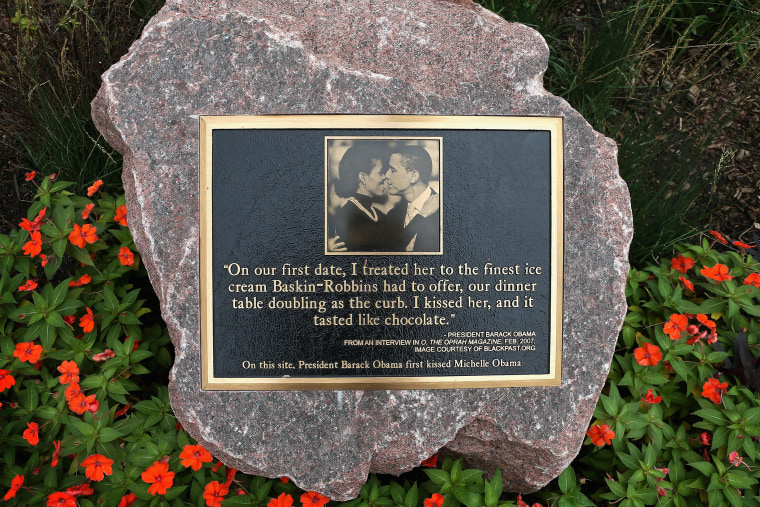 “On our first date, I treated her to the finest ice
cream Baskin-Robbins had to offer, our dinner
table doubling as the curb. I kissed her, and it
tasted like chocolate.”
- PRESIDENT BARACK OBAMA
FROM AN INTERVIEW IN O, THE OPRAH MAGAZINE, FEB. 2007;
IMAGE COURTESY OF BLACKPAST.ORG
On this site, President Barack Obama first kissed Michelle Obama